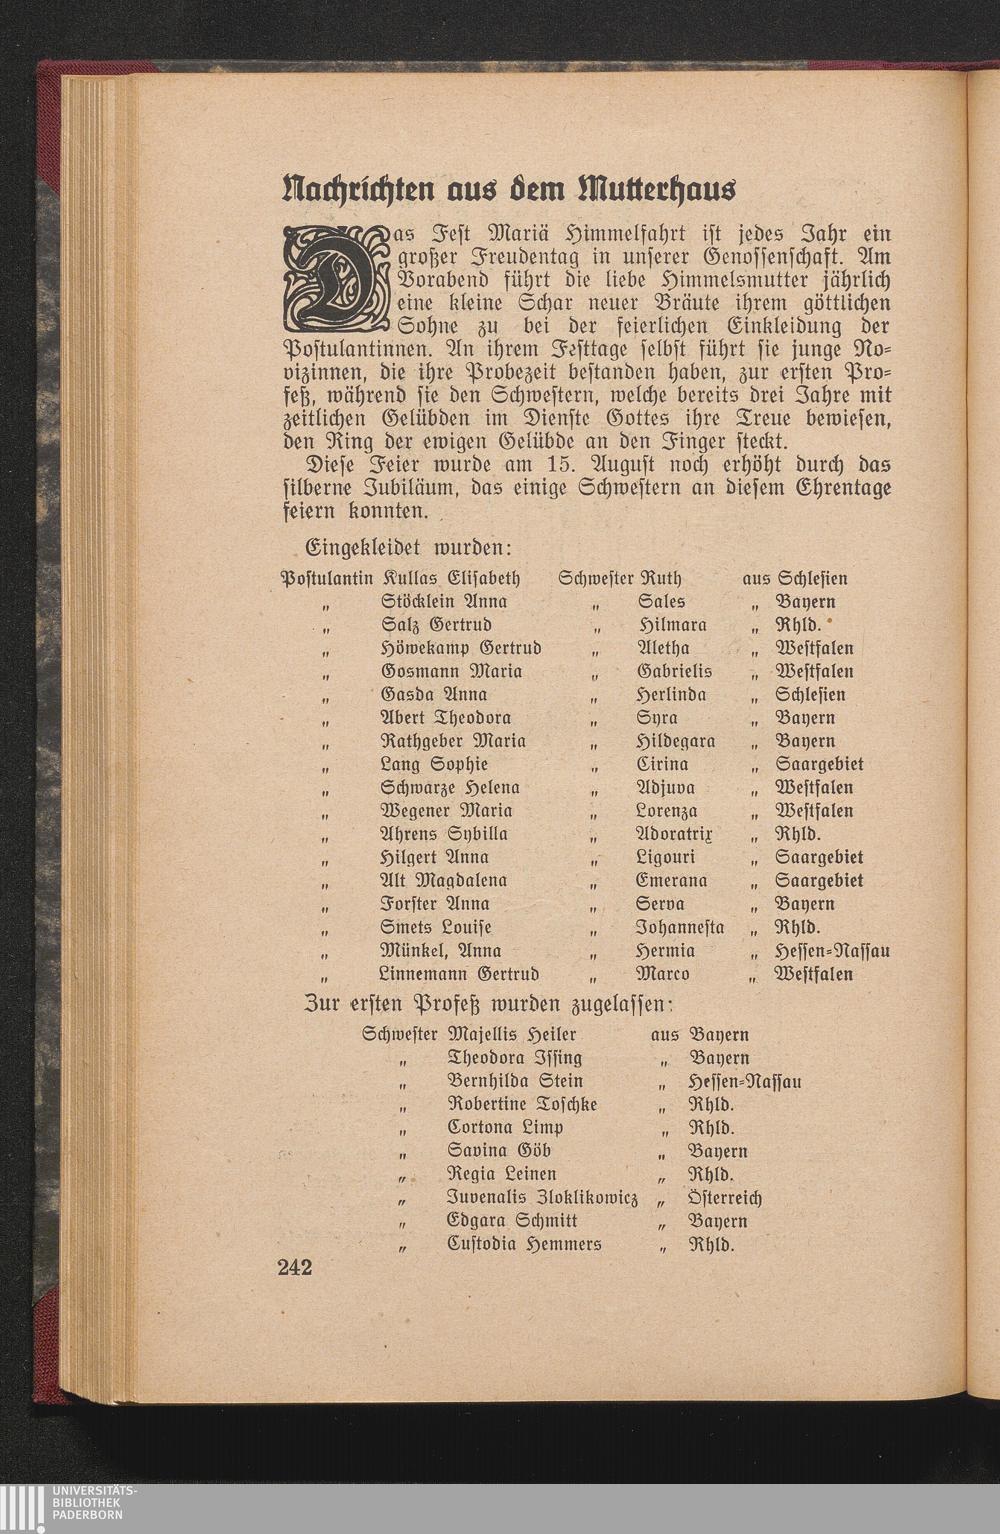 Nachrichten aus dem Mutterhaus
Das Fest Mariä Himmelfahrt ist jedes Jahr ein
großer Freudentag in unserer Genossenschaft. Am
Vorabend führt die liebe Himmelsmutter jährlich
eine kleine Schar neuer Bräute ihrem göttlichen
Sohne zu bei der feierlichen Einkleidung der
Postulantinnen. An ihrem Festtage selbst führt sie junge No-
vizinnen, die ihre Probezeit bestanden haben, zur ersten Pro-
feß, während sie den Schwestern, welche bereits drei Jahre mit
zeitlichen Gelübden im Dienste Gottes ihre Treue bewiesen,
den Ring der ewigen Gelübde an den Finger steckt.
Diese Feier wurde am 15. August noch erhöht durch das
silberne Jubiläum, das einige Schwestern an diesem Ehrentage
feiern konnten.
Eingekleidet wurden:
Postulantin Kullas Elisabeth Schwester Ruth aus Schlesien
„ Stöcklein Anna „ Sales „ Bayern
„ Salz Gertrud „ Hilmara „ Rhld.
„ Höwekamp Gertrud „ Aletha „ Westfalen
„ Gosmann Maria „ Gabrielis „ Westfalen
„ Gasda Anna „ Herlinda „ Schlesien
„ Abert Theodora „ Syra „ Bayern
„ Rathgeber Maria „ Hildegara „ Bayern
„ Lang Sophie „ Cirina „ Saargebiet
„ Schwarze Helena „ Adjuva „ Westfalen
„ Wegener Maria „ Lorenza „ Westfalen
„ Ahrens Sybilla „ Adoratrix „ Rhld.
„ Hilgert Anna „ Ligouri „ Saargebiet
„ Alt Magdalena „ Emerana „ Saargebiet
„ Forster Anna „ Serva „ Bayern
„ Smets Louise „ Johannesta „ Rhld.
„ Münkel, Anna „ Hermia „ Hessen-Nassau
„ Linnemann Gertrud „ Marco „ Westfalen
Zur ersten Profeß wurden zugelassen:
Schwester Majellis Heiler aus Bayern
„ Theodora Issing „ Bayern
„ Bernhilda Stein „ Hessen-Nassau
„ Robertine Toschke „ Rhld.
„ Cortona Limp „ Rhld.
„ Savina Göb „ Bayern
„ Regia Leinen „ Rhld.
„ Juvenalis Zloklikowicz „ Österreich
„ Edgara Schmitt „ Bayern
„ Custodia Hemmers „ Rhld.
242
UNIVERSITÄTS-
BIBLIOTHEK
PADERBORN